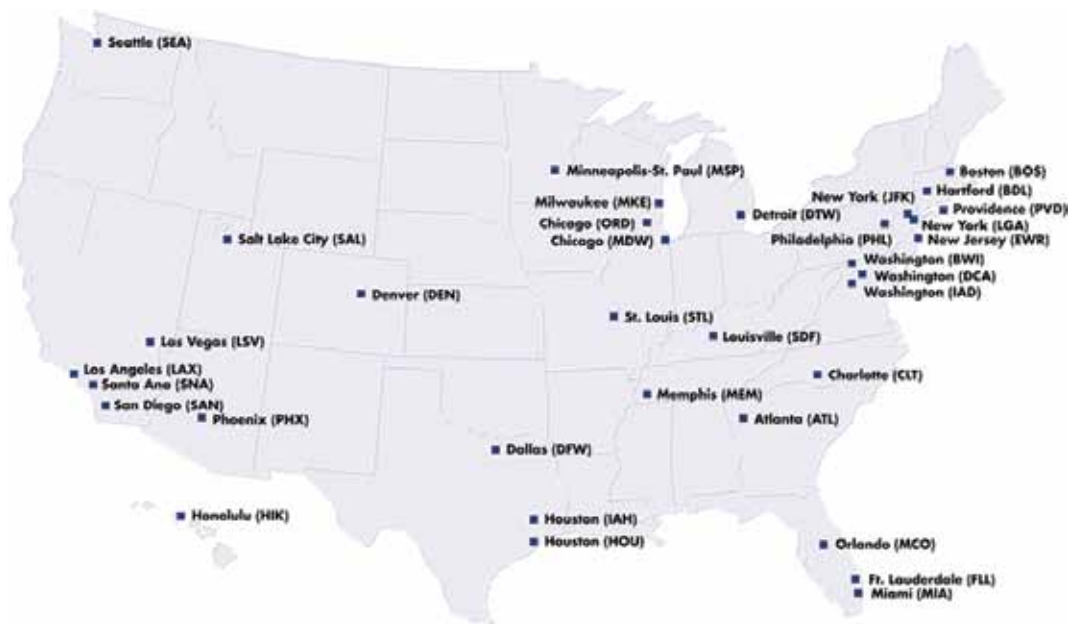 Seattle (SEA)
Minneapolis-St. Paul (MSP)
Boston (BOS)
Hartford (BDL)
New York (JFK)
Milwaukee (MKE)
Providence (PVD)
Detroit (DTW)
Chicago (ORD)
New York (LGA)
Salt Lake City (SAL)
Chicago (MDW)
Philadelphia (PHL)
New Jersey (EWR)
Washington (BWI)
Washington (DCA)
Washington (IAD)
Denver (DEN)
St. Louis (STL)
Louisville (SDF)
Las Vegas (LSV)
Los Angeles (LAX)
Santa Ana (SNA)
Charlotte (CLT)
Memphis (MEM)
San Diego (SAN)
Phoenix (PHX)
Atlanta (ATL)
Dallas (DFW)
Honolulu (HIK)
Houston (IAH)
Houston (HOU)
Orlando (MCO)
Ft. Lauderdale (FLL)
Miami (MIA)